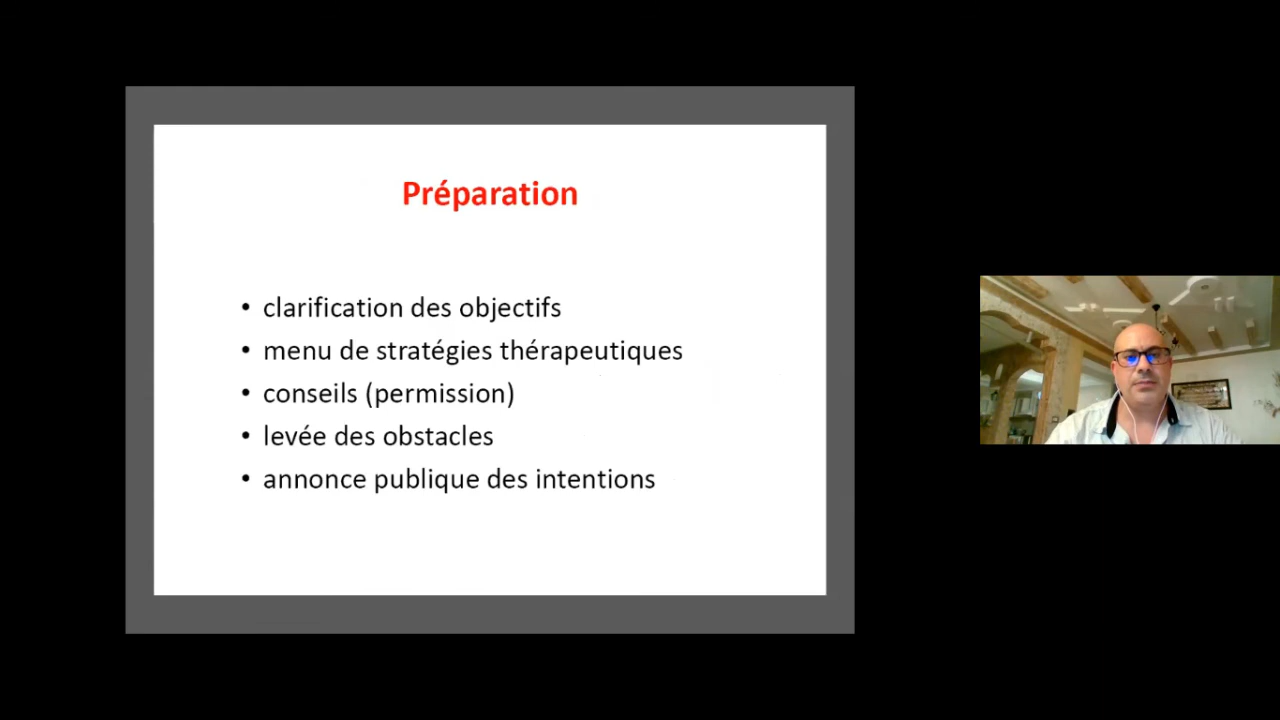 Préparation
• clarification des objectifs
• menu de stratégies thérapeutiques
• conseils (permission)
• levée des obstacles
• annonce publique des intentions